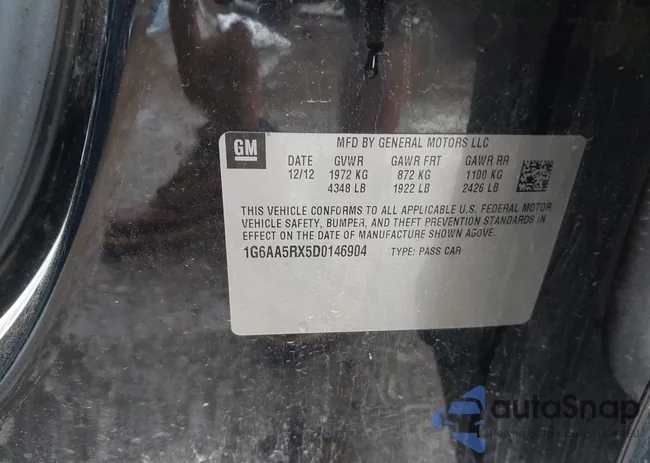 GM
MFD BY GENERAL MOTORS LLC
DATE GVWR GAWR FRT GAWR RR
12/12 1972 KG 872 KG 1100 KG
4348 LB 1922 LB 2426 LB
THIS VEHICLE CONFORMS TO ALL APPLICABLE U.S. FEDERAL MOTOR
VEHICLE SAFETY, BUMPER, AND THEFT PREVENTION STANDARDS IN
EFFECT ON THE DATE OF MANUFACTURE SHOWN ABOVE.
1G6AA5RX5D0146904 TYPE: PASS CAR
autoSnap